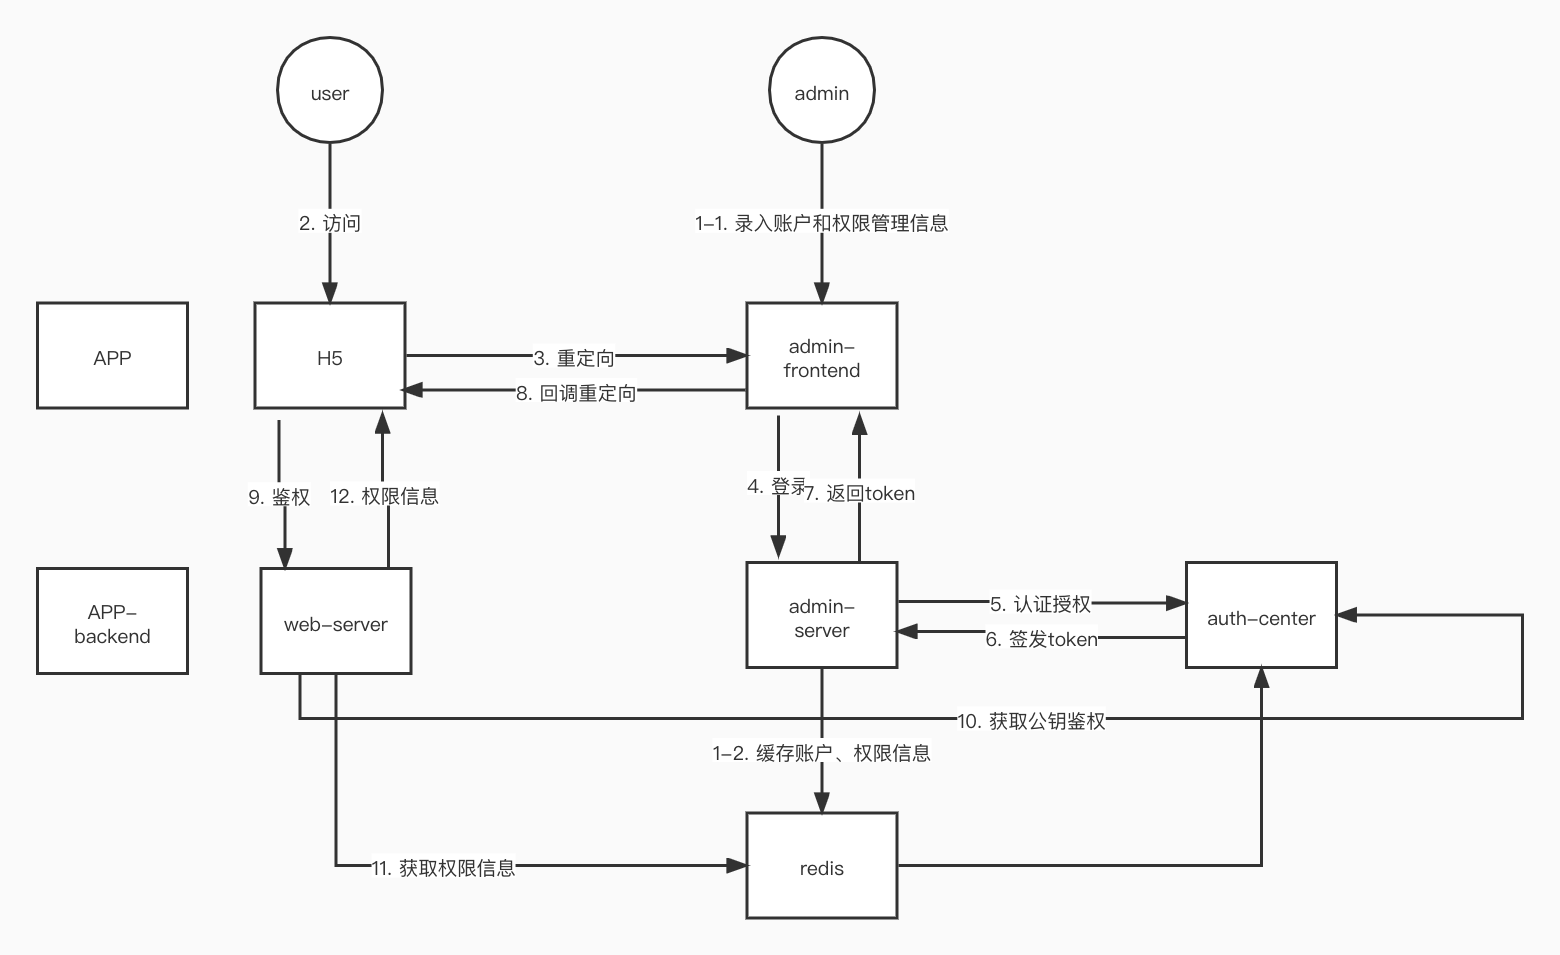 user
admin
2. 访问
1-1. 录入账户和权限管理信息
APP
H5
admin-
frontend
3. 重定向
8. 回调重定向
9. 鉴权
12. 权限信息
4. 登录
7. 返回token
APP-
backend
web-server
admin-
server
5. 认证授权
6. 签发token
auth-center
10. 获取公钥鉴权
1-2. 缓存账户、权限信息
11. 获取权限信息
redis